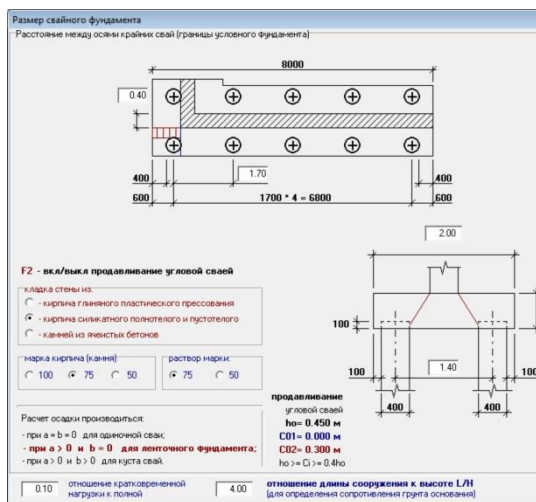 Размер свайного фундамента
Расстояние между осями крайних свай (границы условного фундамента)
8000
0.40
400
1.70
400
600
1700 * 4 = 6800
600
2.00
F2 - вкл/выкл продавливание угловой сваей
кладка стены из:
- кирпича глиняного пластического прессования
- кирпича силикатного полнотелого и пустотелого
- камней из ячеистых бетонов
100
марка кирпича (камня)
100 75 50
раствор марки:
75 50
100
1.40
100
400
400
продавливание
угловой сваей
ho= 0.450 м
C01= 0.000 м
C02= 0.300 м
ho >= Ci >= 0.4ho
Расчет осадки производиться:
- при a = b = 0 для одиночной сваи;
- при a > 0 и b = 0 для ленточного фундамента;
- при a > 0 и b > 0 для куста свай.
0.10
отношение кратковременной
нагрузки к полной
4.00
отношение длины сооружения к высоте L/H
(для определения сопротивления грунта основания)